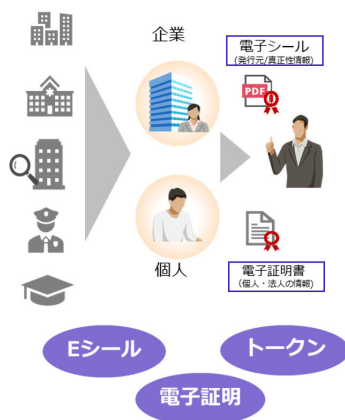 企業
電子シール
(発行元/真正性情報)
PDF
個人
電子証明書
(個人・法人の情報)
Eシール
トークン
電子証明